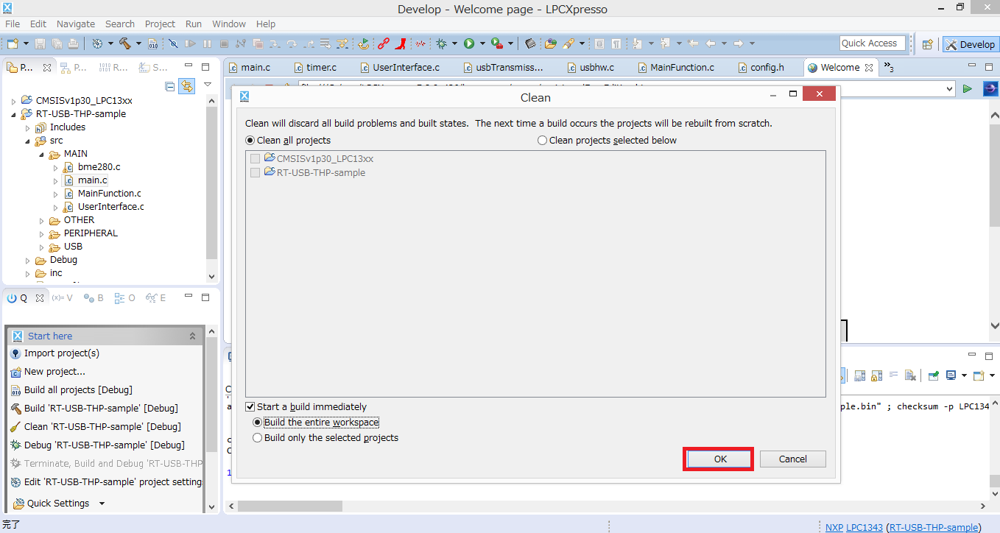 Develop - Welcome page - LPCXpresso
File Edit Navigate Search Project Run Window Help
Quick Access
Develop
P...
P...
R...
S...
main.c
timer.c
UserInterface.c
usbTransmiss...
usbhw.c
MainFunction.c
config.h
Welcome
3
CMSISv1p30_LPC13xx
RT-USB-THP-sample
Includes
src
MAIN
bme280.c
main.c
MainFunction.c
UserInterface.c
OTHER
PERIPHERAL
USB
Debug
inc
Q
(x)= V
B
O
E
Start here
Import project(s)
New project...
Build all projects [Debug]
Build 'RT-USB-THP-sample' [Debug]
Clean 'RT-USB-THP-sample' [Debug]
Debug 'RT-USB-THP-sample' [Debug]
Terminate, Build and Debug 'RT-USB-THP
Edit 'RT-USB-THP-sample' project setting
Quick Settings
Clean
Clean will discard all build problems and built states. The next time a build occurs the projects will be rebuilt from scratch.
Clean all projects
Clean projects selected below
CMSISv1p30_LPC13xx
RT-USB-THP-sample
Start a build immediately
Build the entire workspace
Build only the selected projects
OK
Cancel
ple.bin" ; checksum -p LPC134
完了
NXP LPC1343 (RT-USB-THP-sample)